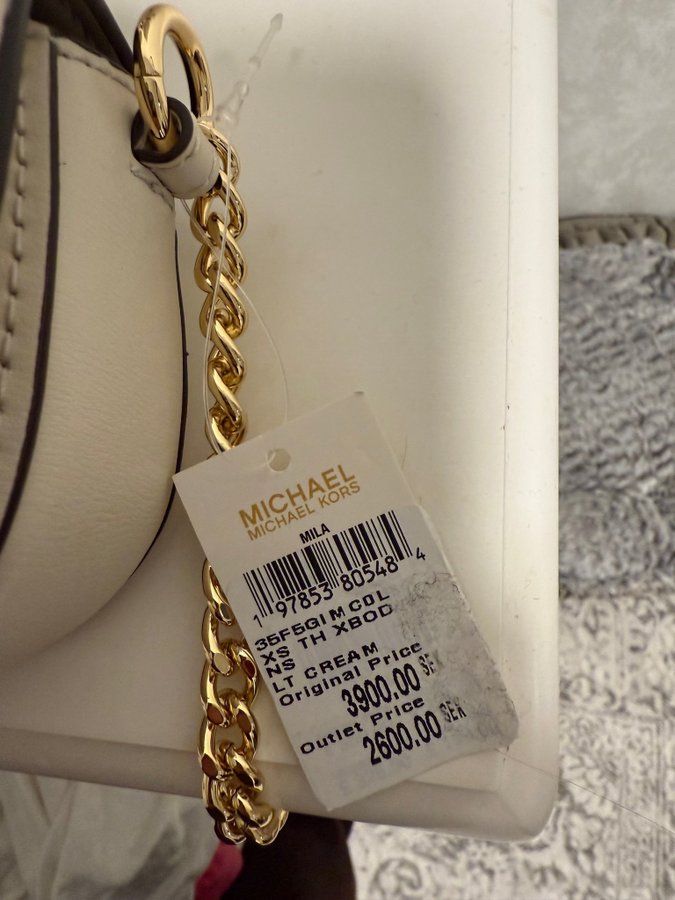 MICHAEL
MICHAEL KORS
MILA
1 97853 80548 4
XS TH XBOD
NS
LT CREAM
Original Price
3900.00 SEK
Outlet Price
2600.00 SEK